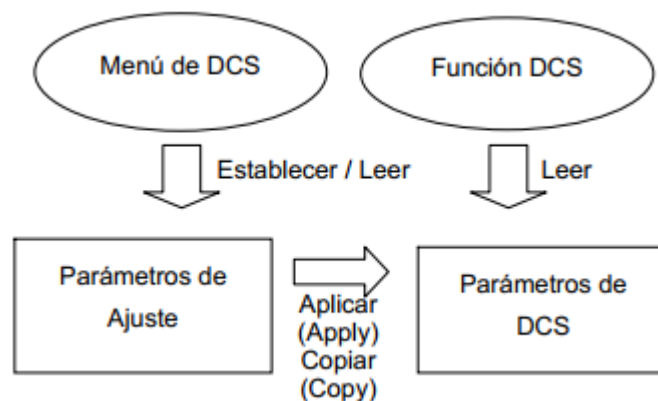 Menú de DCS
Función DCS
Establecer / Leer
Leer
Parámetros de
Ajuste
Aplicar
(Apply)
Copiar
(Copy)
Parámetros de
DCS